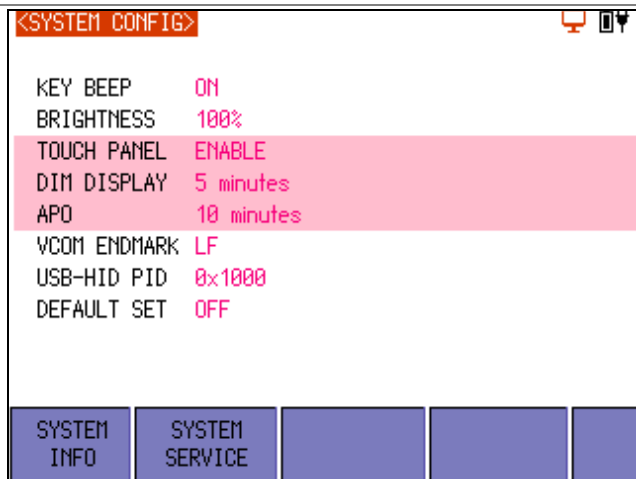 <SYSTEM CONFIG>
KEY BEEP ON
BRIGHTNESS 100%
TOUCH PANEL ENABLE
DIM DISPLAY 5 minutes
APO 10 minutes
VCOM ENDMARK LF
USB-HID PID 0x1000
DEFAULT SET OFF
SYSTEM INFO
SYSTEM SERVICE